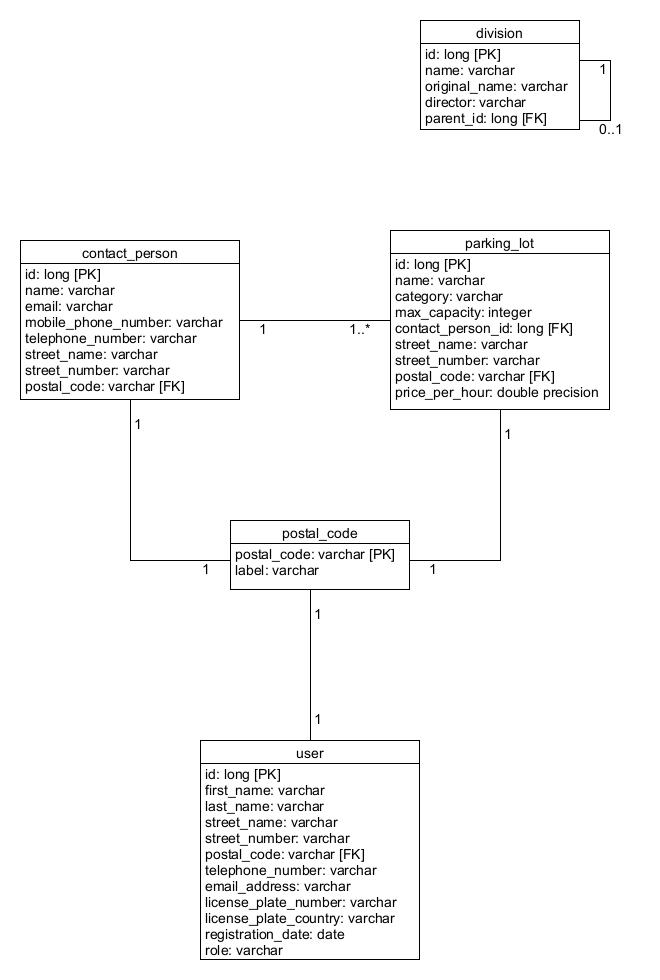 division
id: long [PK]
name: varchar
original_name: varchar
director: varchar
parent_id: long [FK]
1
0..1
contact_person
id: long [PK]
name: varchar
email: varchar
mobile_phone_number: varchar
telephone_number: varchar
street_name: varchar
street_number: varchar
postal_code: varchar [FK]
1
1..*
parking_lot
id: long [PK]
name: varchar
category: varchar
max_capacity: integer
contact_person_id: long [FK]
street_name: varchar
street_number: varchar
postal_code: varchar [FK]
price_per_hour: double precision
1
1
postal_code
postal_code: varchar [PK]
label: varchar
1
1
1
1
user
id: long [PK]
first_name: varchar
last_name: varchar
street_name: varchar
street_number: varchar
postal_code: varchar [FK]
telephone_number: varchar
email_address: varchar
license_plate_number: varchar
license_plate_country: varchar
registration_date: date
role: varchar